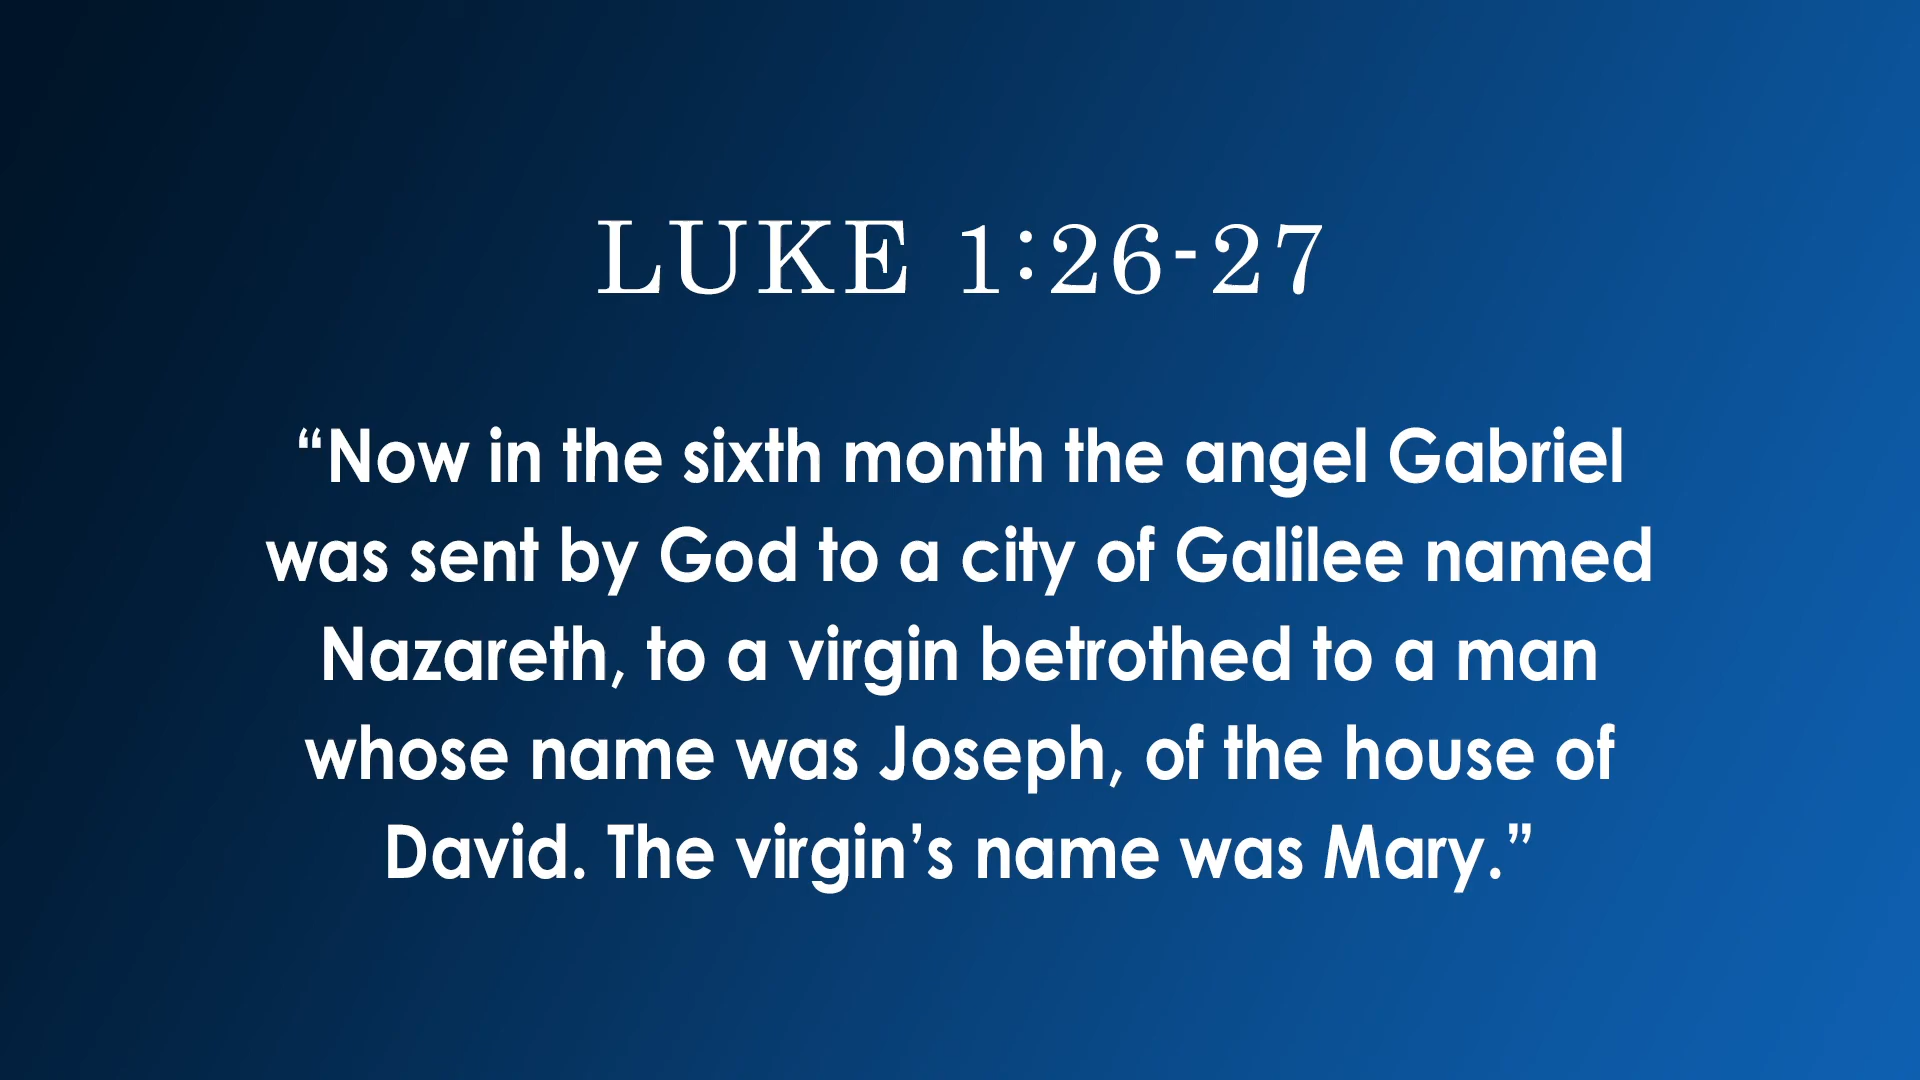 LUKE 1:26-27
“Now in the sixth month the angel Gabriel
was sent by God to a city of Galilee named
Nazareth, to a virgin betrothed to a man
whose name was Joseph, of the house of
David. The virgin’s name was Mary.”